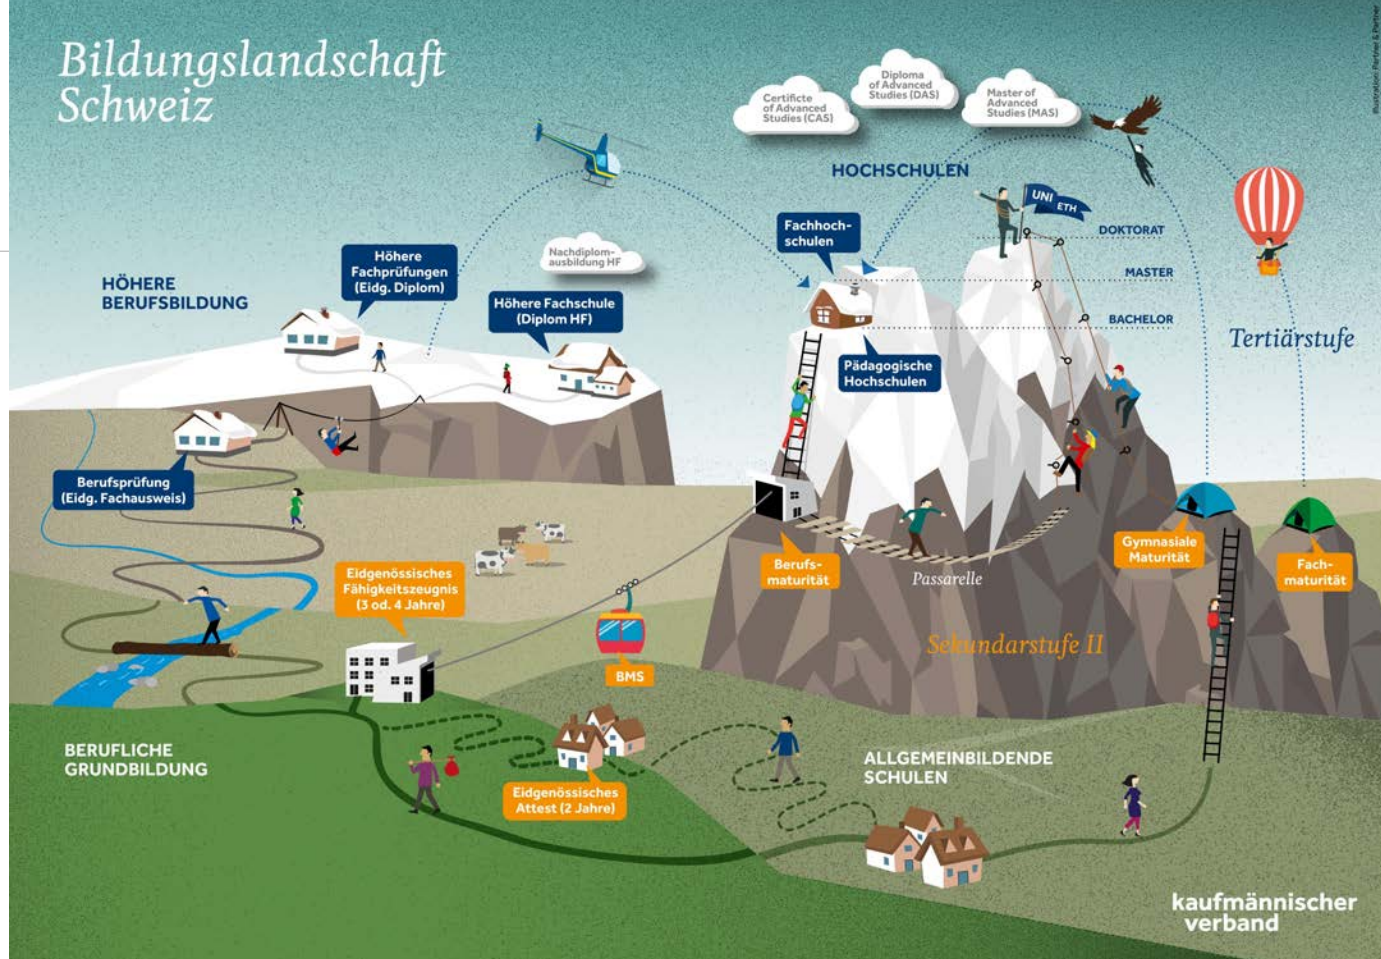 Bildungslandschaft
Schweiz
Illustration: Partner & Partner
Certificte
of Advanced
Studies (CAS)
Diploma
of Advanced
Studies (DAS)
Master of
Advanced
Studies (MAS)
HOCHSCHULEN
UNI
ETH
Fachhoch-
schulen
DOKTORAT
MASTER
BACHELOR
Tertiärstufe
Pädagogische
Hochschulen
Nachdiplom-
ausbildung HF
HÖHERE
BERUFSBILDUNG
Höhere
Fachprüfungen
(Eidg. Diplom)
Höhere Fachschule
(Diplom HF)
Berufsprüfung
(Eidg. Fachausweis)
Eidgenössisches
Fähigkeitszeugnis
(3 od. 4 Jahre)
Berufs-
maturität
Passarelle
Gymnasiale
Maturität
Fach-
maturität
Sekundarstufe II
BMS
BERUFLICHE
GRUNDBILDUNG
Eidgenössisches
Attest (2 Jahre)
ALLGEMEINBILDENDE
SCHULEN
kaufmännischer
verband